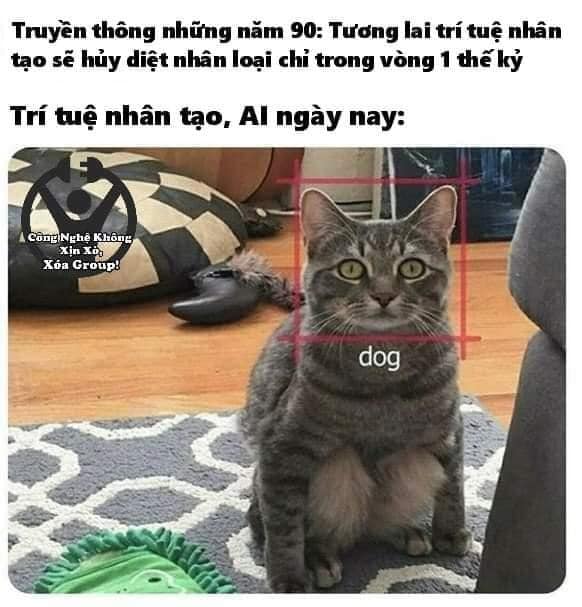 Truyền thông những năm 90: Tương lai trí tuệ nhân
tạo sẽ hủy diệt nhân loại chỉ trong vòng 1 thế kỷ
Trí tuệ nhân tạo, AI ngày nay:
Công Nghệ Không
Xịn Xò,
Xóa Group!
dog